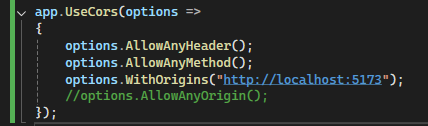 app.UseCors(options =>
{
    options.AllowAnyHeader();
    options.AllowAnyMethod();
    options.WithOrigins("http://localhost:5173");
    //options.AllowAnyOrigin();
});